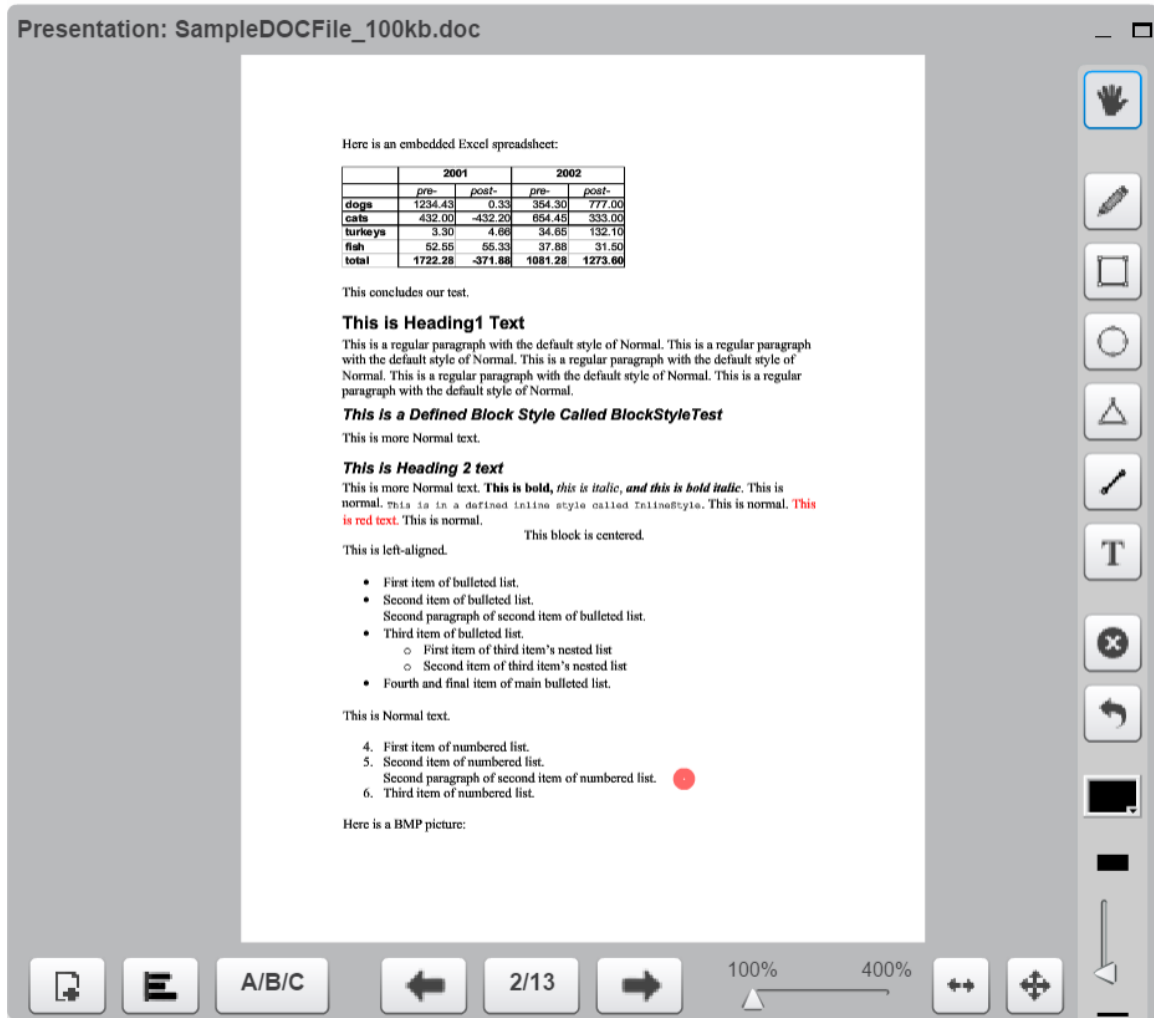 Presentation: SampleDOCFile_100kb.doc
Here is an embedded Excel spreadsheet:
2001 2002
pre- post- pre- post-
dogs 1234.43 0.33 354.30 777.00
cats 432.00 -432.20 654.45 333.00
turkeys 3.30 4.66 34.65 132.10
fish 52.55 55.33 37.88 31.50
total 1722.28 -371.88 1081.28 1273.60
This concludes our test.
This is Heading1 Text
This is a regular paragraph with the default style of Normal. This is a regular paragraph
with the default style of Normal. This is a regular paragraph with the default style of
Normal. This is a regular paragraph with the default style of Normal. This is a regular
paragraph with the default style of Normal.
This is a Defined Block Style Called BlockStyleTest
This is more Normal text.
This is Heading 2 text
This is more Normal text. This is bold, this is italic, and this is bold italic. This is
normal. This is in a defined inline style called InlineStyle. This is normal. This
is red text. This is normal.
This block is centered.
This is left-aligned.
• First item of bulleted list.
• Second item of bulleted list.
Second paragraph of second item of bulleted list.
• Third item of bulleted list.
o First item of third item's nested list
o Second item of third item's nested list
• Fourth and final item of main bulleted list.
This is Normal text.
4. First item of numbered list.
5. Second item of numbered list.
Second paragraph of second item of numbered list.
6. Third item of numbered list.
Here is a BMP picture:
T
A/B/C 2/13 100% 400%